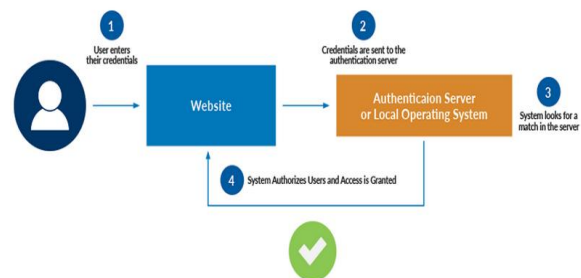 1
User enters
their credentials
2
Credentials are sent to the
authentication server
Website
Authenticaion Server
or Local Operating System
3
System looks for a
match in the server
4
System Authorizes Users and Access is Granted